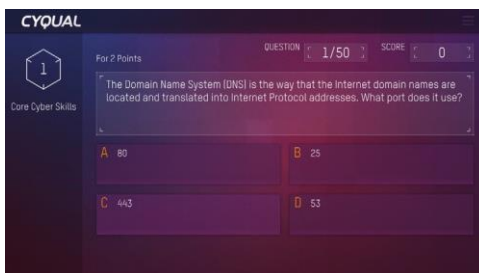 CYQUAL
1
Core Cyber Skills
For 2 Points
QUESTION 1/50 SCORE 0
The Domain Name System (DNS) is the way that the Internet domain names are
located and translated into Internet Protocol addresses. What port does it use?
A 80
B 25
C 443
D 53